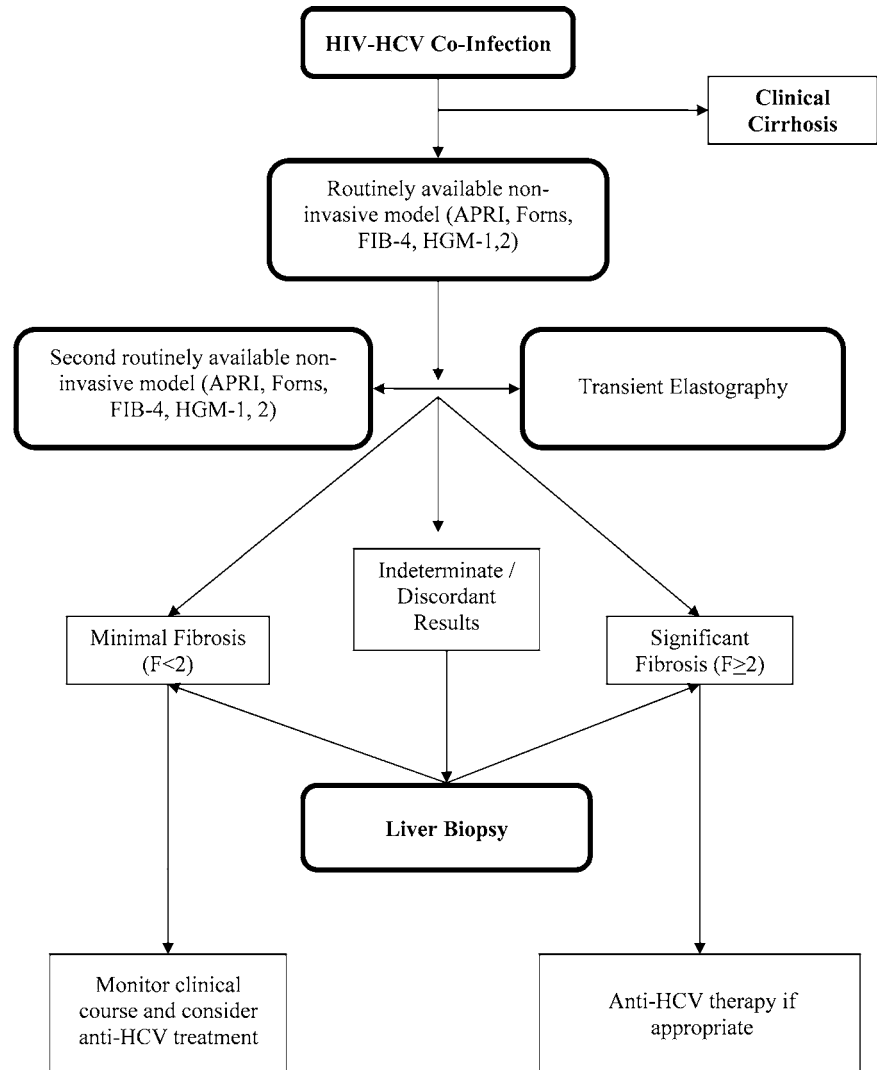 HIV-HCV Co-Infection
Clinical
Cirrhosis
Routinely available non-
invasive model (APRI, Forns,
FIB-4, HGM-1,2)
Second routinely available non-
invasive model (APRI, Forns,
FIB-4, HGM-1, 2)
Transient Elastography
Indeterminate /
Discordant
Results
Minimal Fibrosis
(F<2)
Significant
Fibrosis (F≥2)
Liver Biopsy
Monitor clinical
course and consider
anti-HCV treatment
Anti-HCV therapy if
appropriate